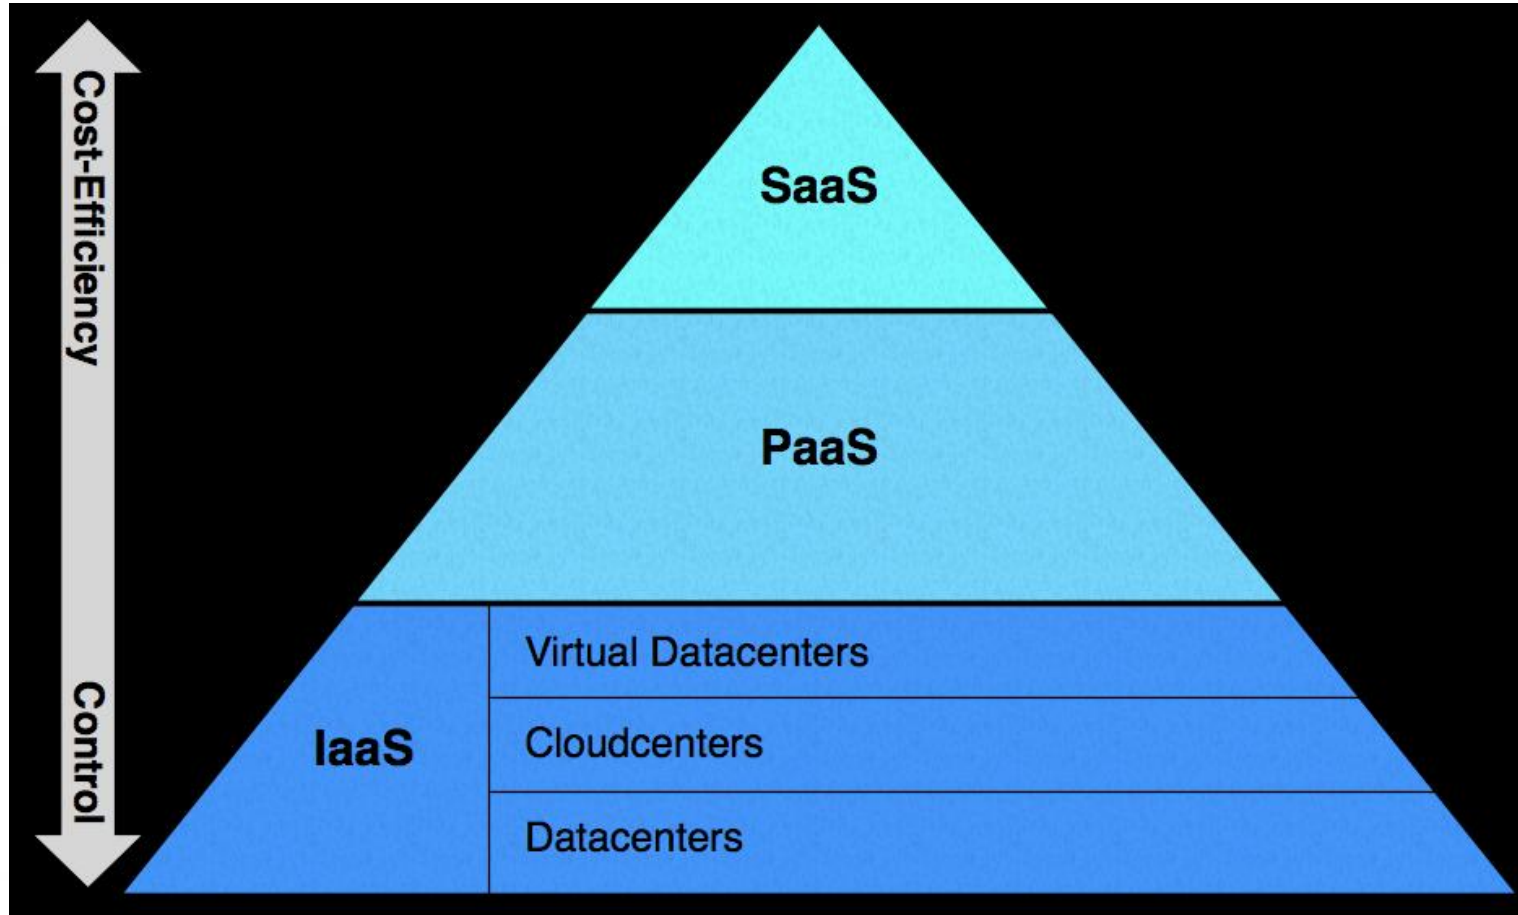 Cost-Efficiency
Control
SaaS
PaaS
IaaS
Virtual Datacenters
Cloudcenters
Datacenters